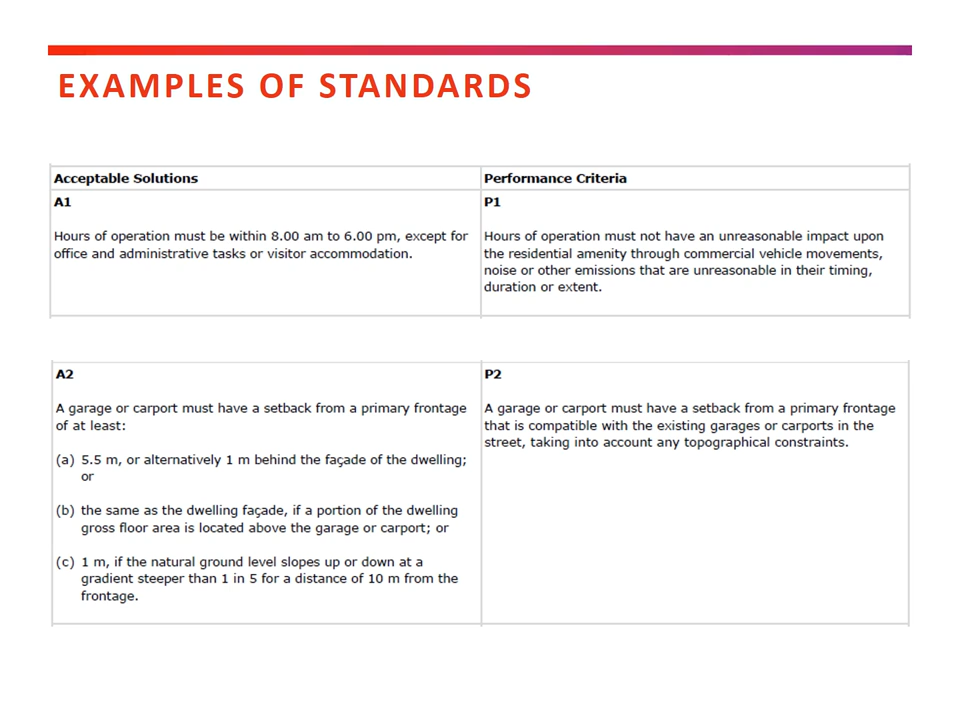 EXAMPLES OF STANDARDS
Acceptable Solutions
Performance Criteria
A1
P1
Hours of operation must be within 8.00 am to 6.00 pm, except for
office and administrative tasks or visitor accommodation.
Hours of operation must not have an unreasonable impact upon
the residential amenity through commercial vehicle movements,
noise or other emissions that are unreasonable in their timing,
duration or extent.
A2
P2
A garage or carport must have a setback from a primary frontage
of at least:
(a) 5.5 m, or alternatively 1 m behind the façade of the dwelling;
or
(b) the same as the dwelling façade, if a portion of the dwelling
gross floor area is located above the garage or carport; or
(c) 1 m, if the natural ground level slopes up or down at a
gradient steeper than 1 in 5 for a distance of 10 m from the
frontage.
A garage or carport must have a setback from a primary frontage
that is compatible with the existing garages or carports in the
street, taking into account any topographical constraints.